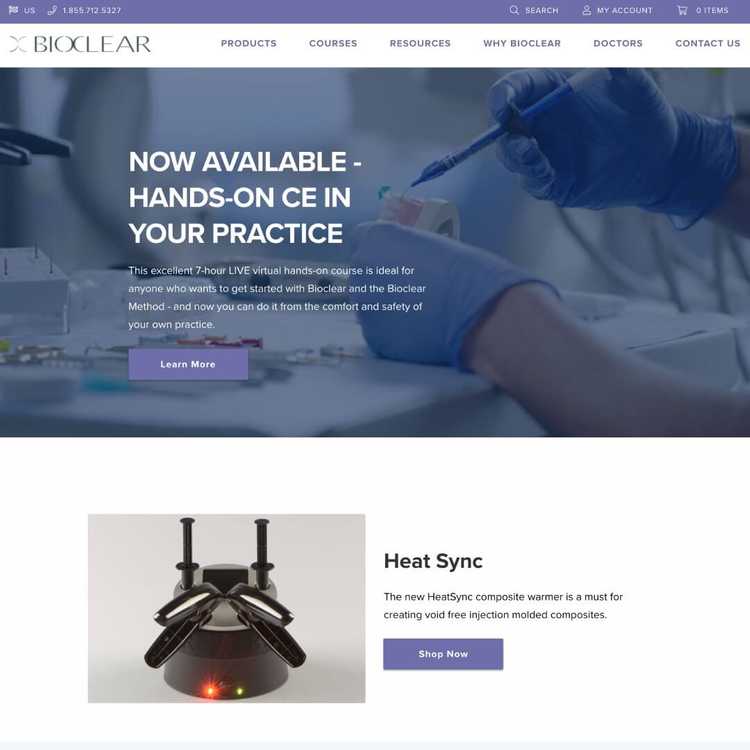 US 1.855.712.5327 SEARCH MY ACCOUNT 0 ITEMS
BIOCLEAR PRODUCTS COURSES RESOURCES WHY BIOCLEAR DOCTORS CONTACT US
NOW AVAILABLE -
HANDS-ON CE IN
YOUR PRACTICE
This excellent 7-hour LIVE virtual hands-on course is ideal for
anyone who wants to get started with Bioclear and the Bioclear
Method - and now you can do it from the comfort and safety of
your own practice.
Learn More
Heat Sync
The new HeatSync composite warmer is a must for
creating void free injection molded composites.
Shop Now